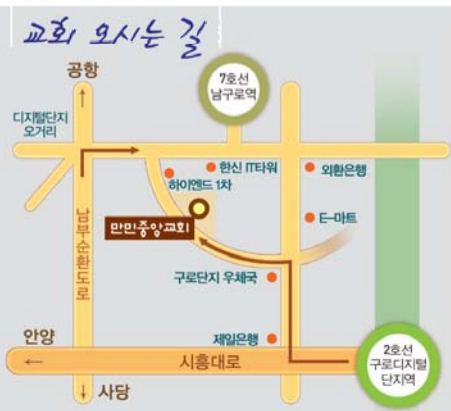 교회 오시는 길
공항
7호선
남구로역
디지털단지
오거리
한신 IT타워
하이엔드 1차
외환은행
만민중앙교회
E-마트
남부순환도로
구로단지 우체국
안양
제일은행
시흥대로
2호선
구로디지털
단지역
사당